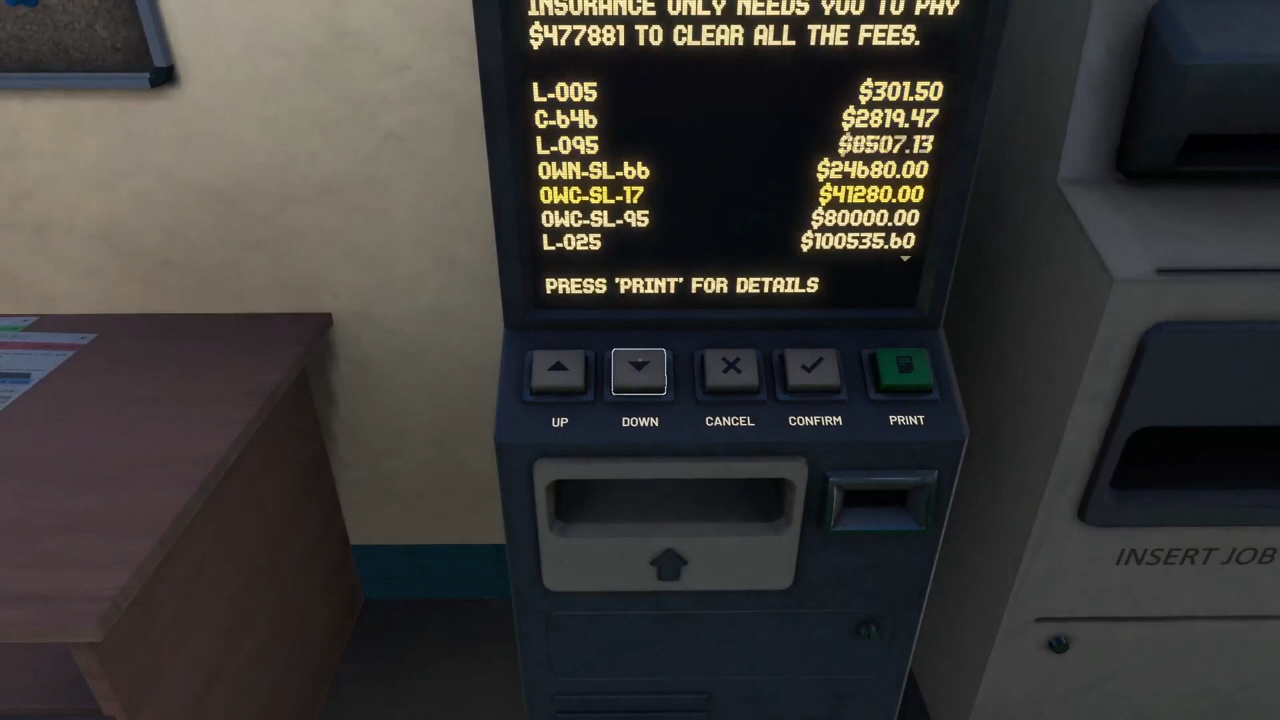 INSURANCE ONLY NEEDS YOU TO PAY
$477881 TO CLEAR ALL THE FEES.
L-005 $301.50
C-646 $2819.47
L-095 $8507.13
OWN-SL-66 $24680.00
OWC-SL-17 $41280.00
OWC-SL-95 $80000.00
L-025 $100535.60
PRESS 'PRINT' FOR DETAILS
UP DOWN CANCEL CONFIRM PRINT
INSERT JOB